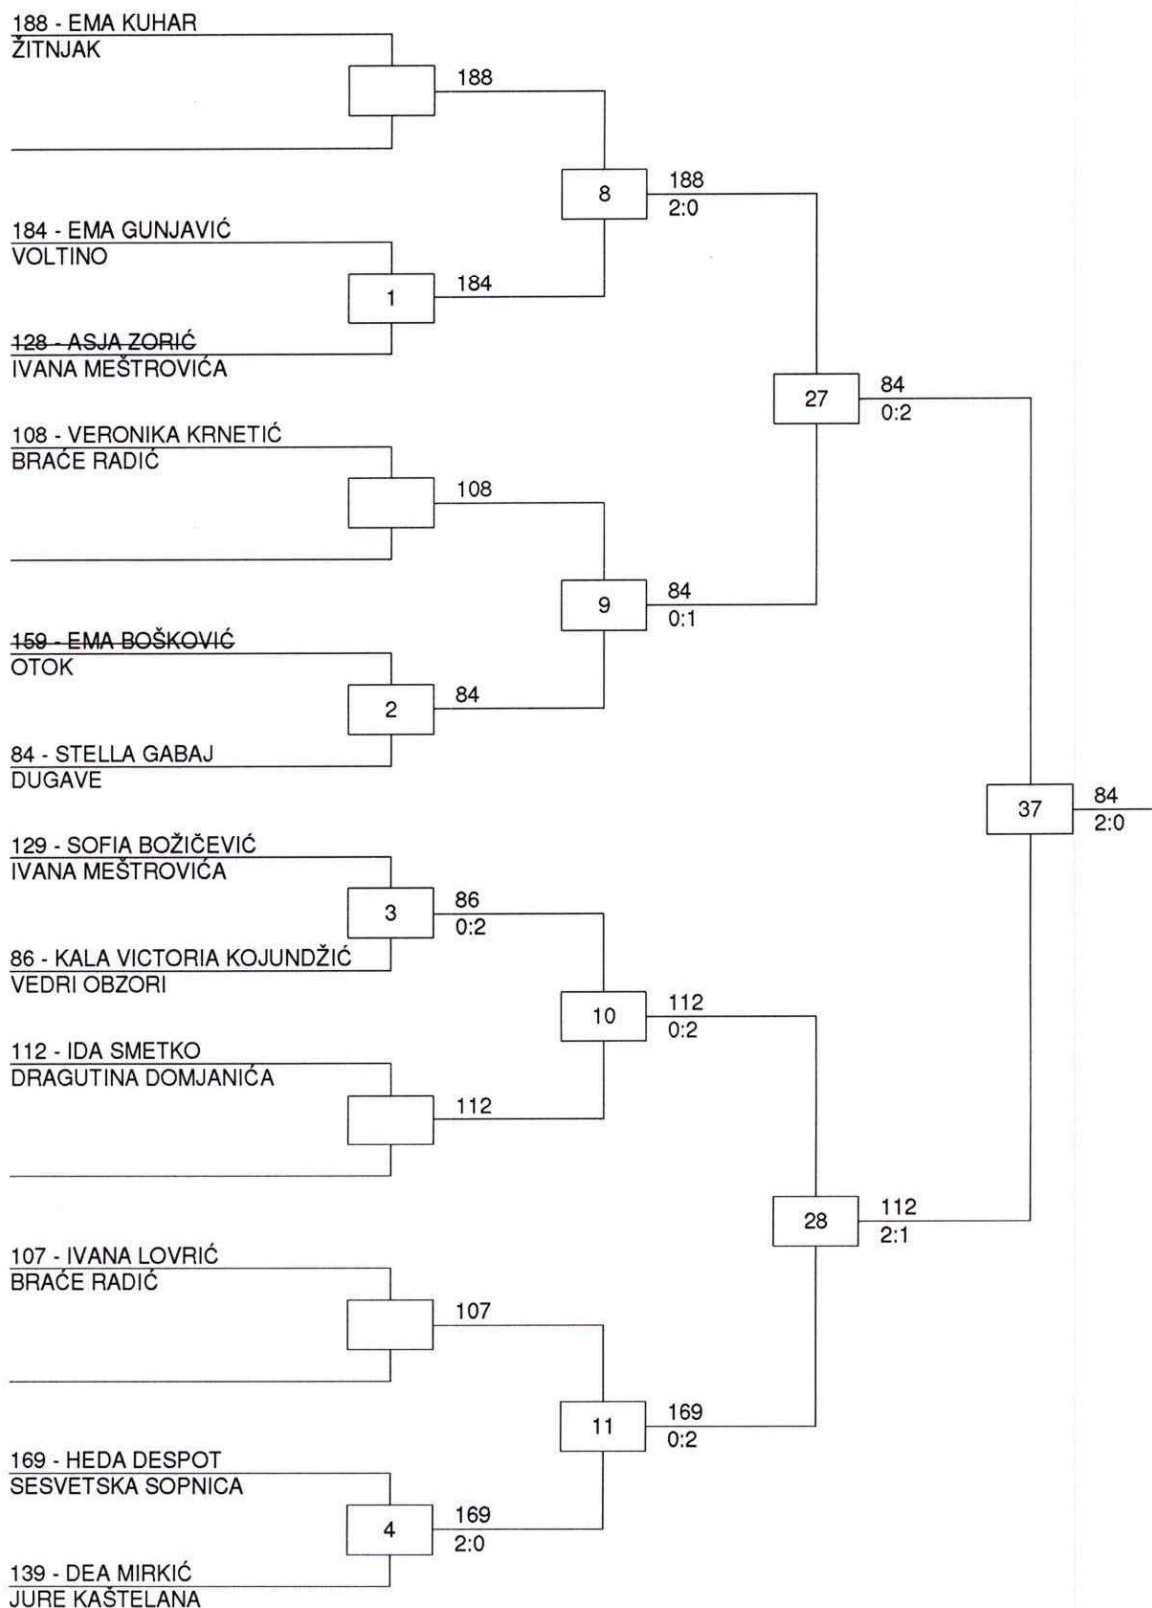 188 - EMA KUHAR
ŽITNJAK
188
8
188
2:0
184 - EMA GUNJAVIĆ
VOLTINO
1
184
128 - ASJA ZORIĆ
IVANA MEŠTROVIĆA
27
84
0:2
108 - VERONIKA KRNETIĆ
BRAĆE RADIĆ
108
9
84
0:1
159 - EMA BOŠKOVIĆ
OTOK
2
84
84 - STELLA GABAJ
DUGAVE
37
84
2:0
129 - SOFIA BOŽIČEVIĆ
IVANA MEŠTROVIĆA
3
86
0:2
86 - KALA VICTORIA KOJUNDŽIĆ
VEDRI OBZORI
10
112
0:2
112 - IDA SMETKO
DRAGUTINA DOMJANIĆA
112
28
112
2:1
107 - IVANA LOVRIĆ
BRAĆE RADIĆ
107
11
169
0:2
169 - HEDA DESPOT
SESVETSKA SOPNICA
4
169
2:0
139 - DEA MIRKIĆ
JURE KAŠTELANA